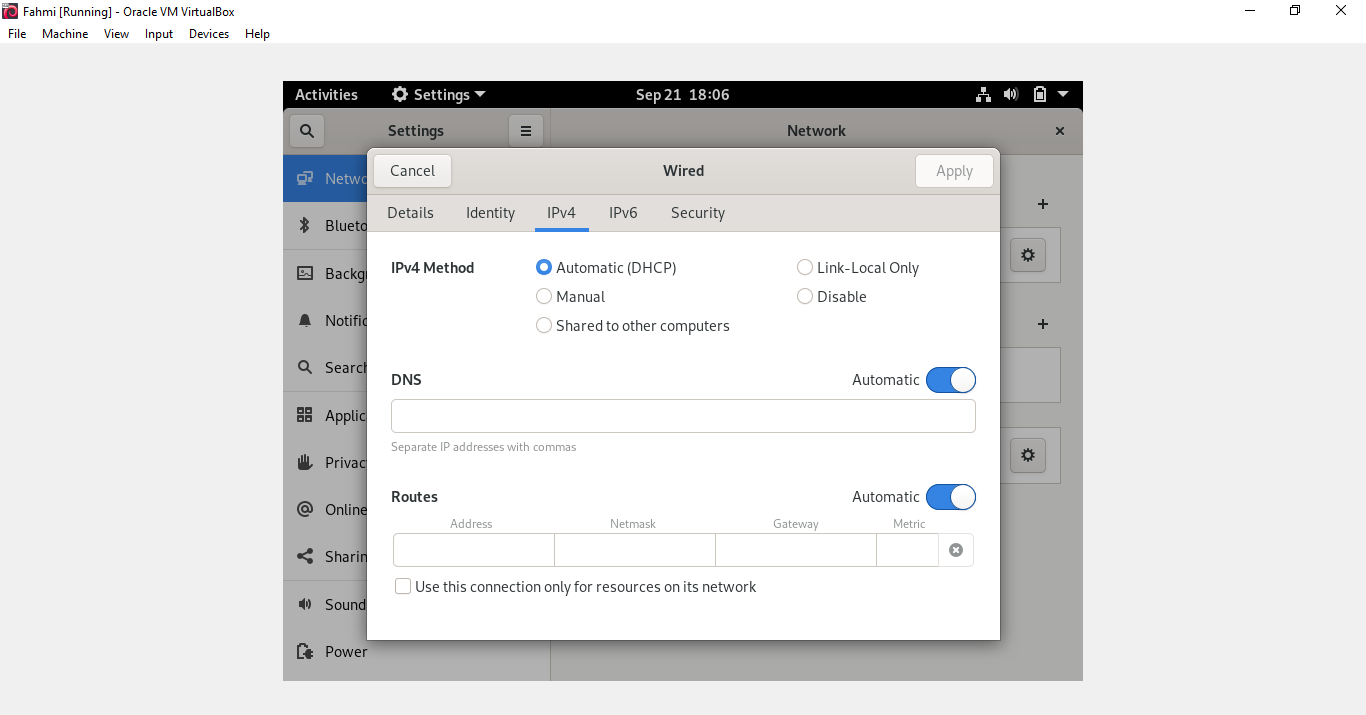 Fahmi [Running] - Oracle VM VirtualBox
File Machine View Input Devices Help
Activities Settings Sep 21 18:06
Settings Network
Cancel Wired Apply
Details Identity IPv4 IPv6 Security
Netwo
Blueto
Backg
Notific
Search
Applic
Privac
Online
Sharin
Sound
Power
IPv4 Method Automatic (DHCP) Link-Local Only
Manual Disable
Shared to other computers
DNS Automatic
Separate IP addresses with commas
Routes Automatic
Address Netmask Gateway Metric
Use this connection only for resources on its network